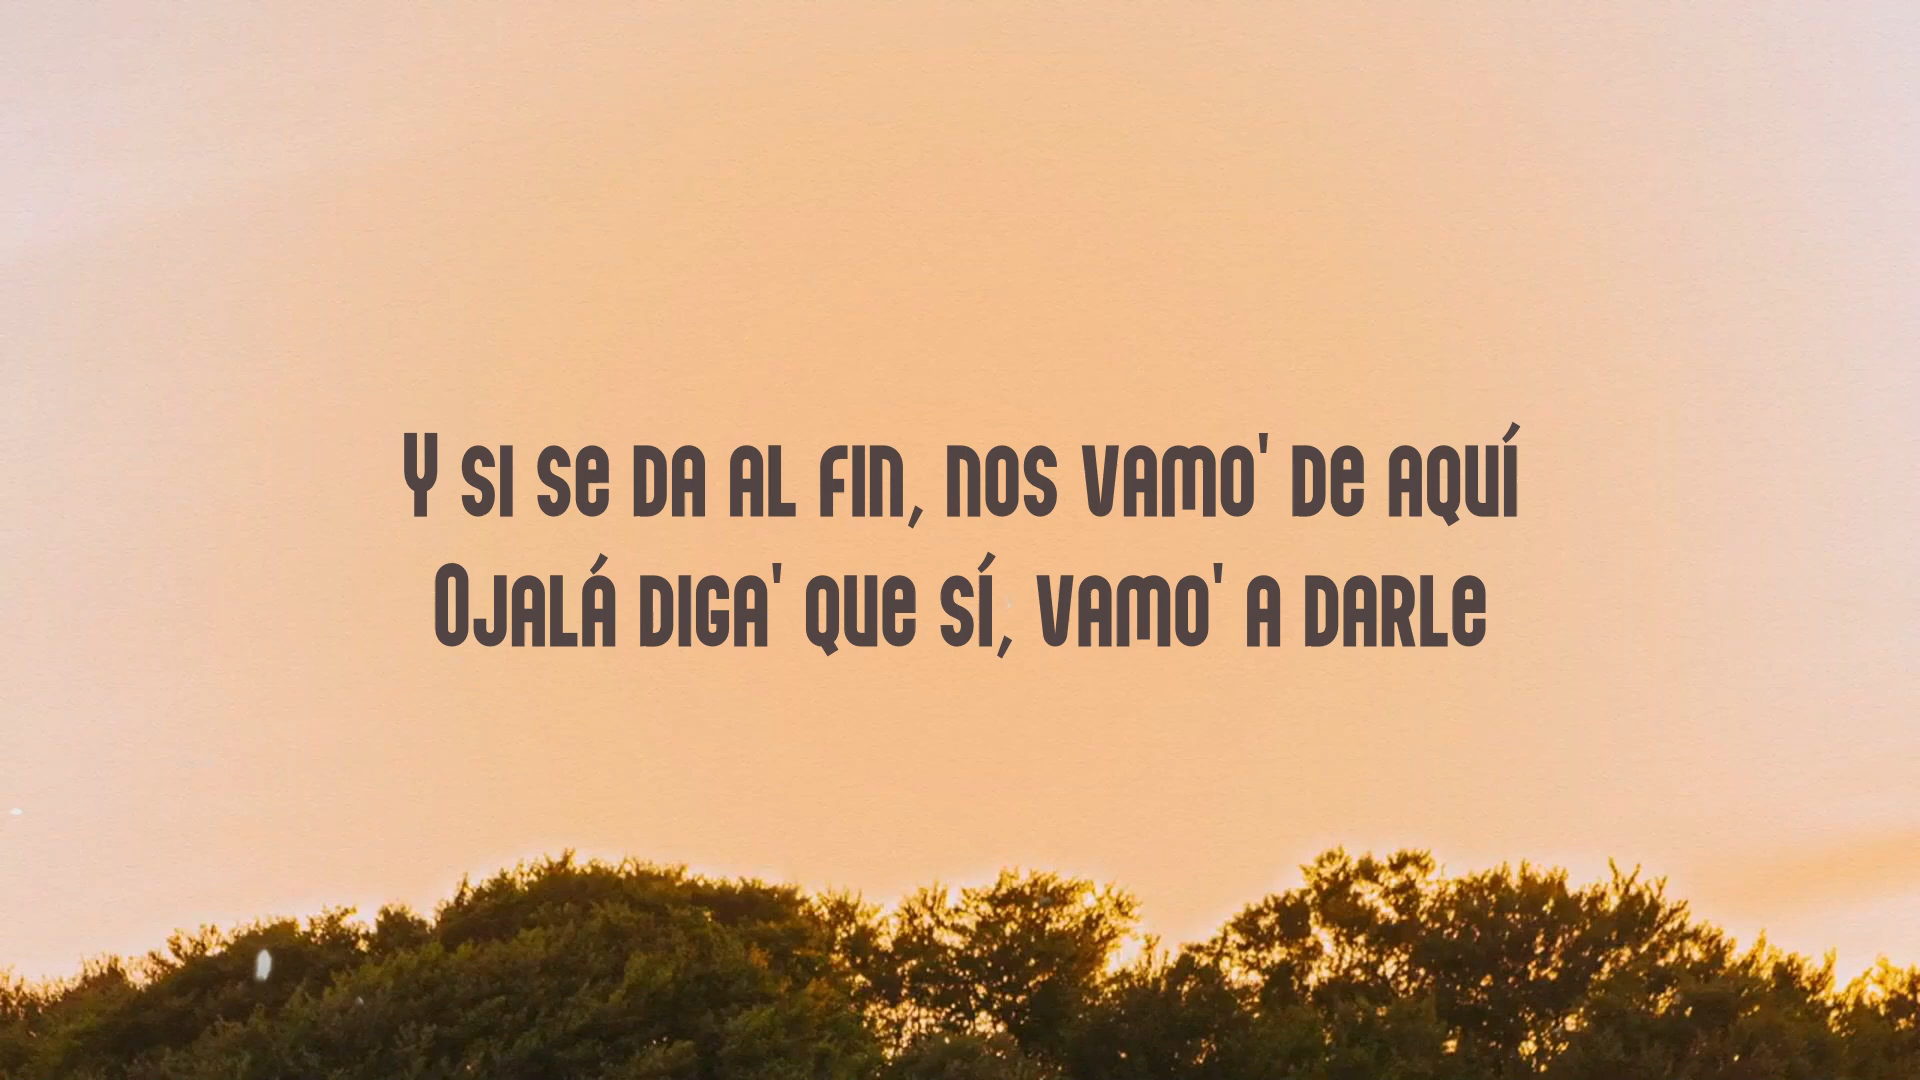 Y si se da al fin, nos vamo' de aquí
Ojalá diga' que sí, vamo' a darle